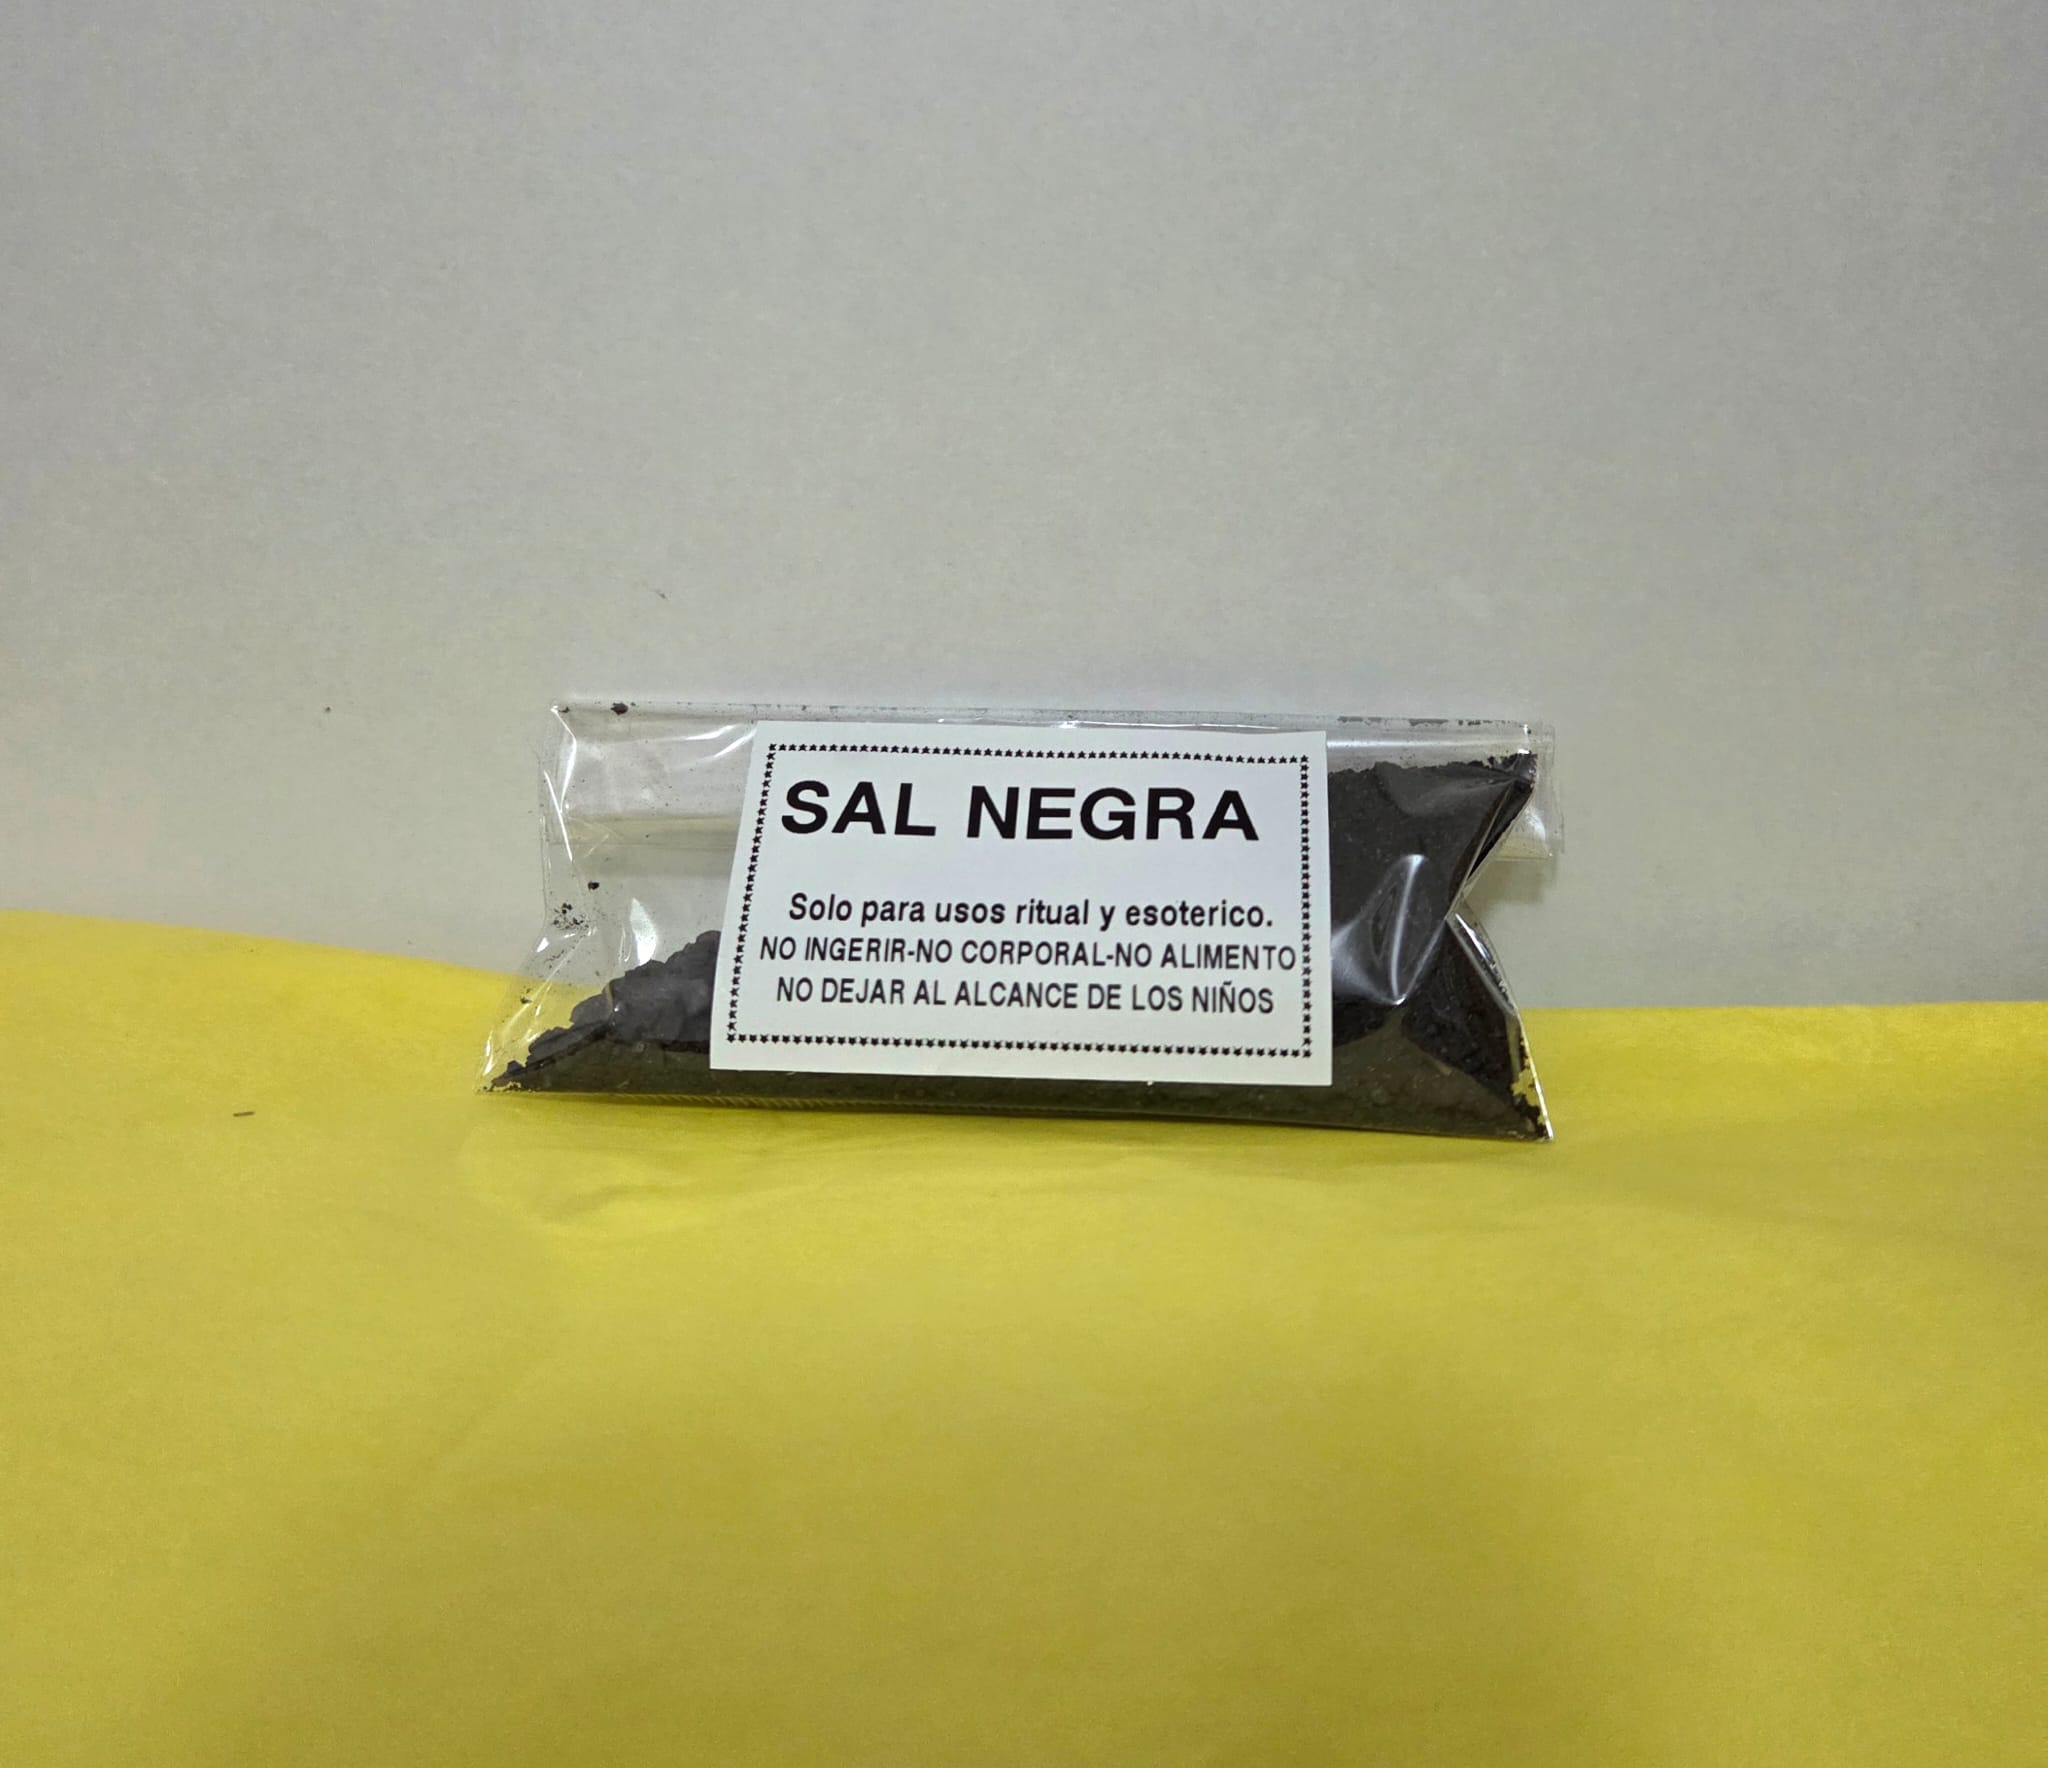 SAL NEGRA
Solo para usos ritual y esoterico.
NO INGERIR-NO CORPORAL-NO ALIMENTO
NO DEJAR AL ALCANCE DE LOS NIÑOS